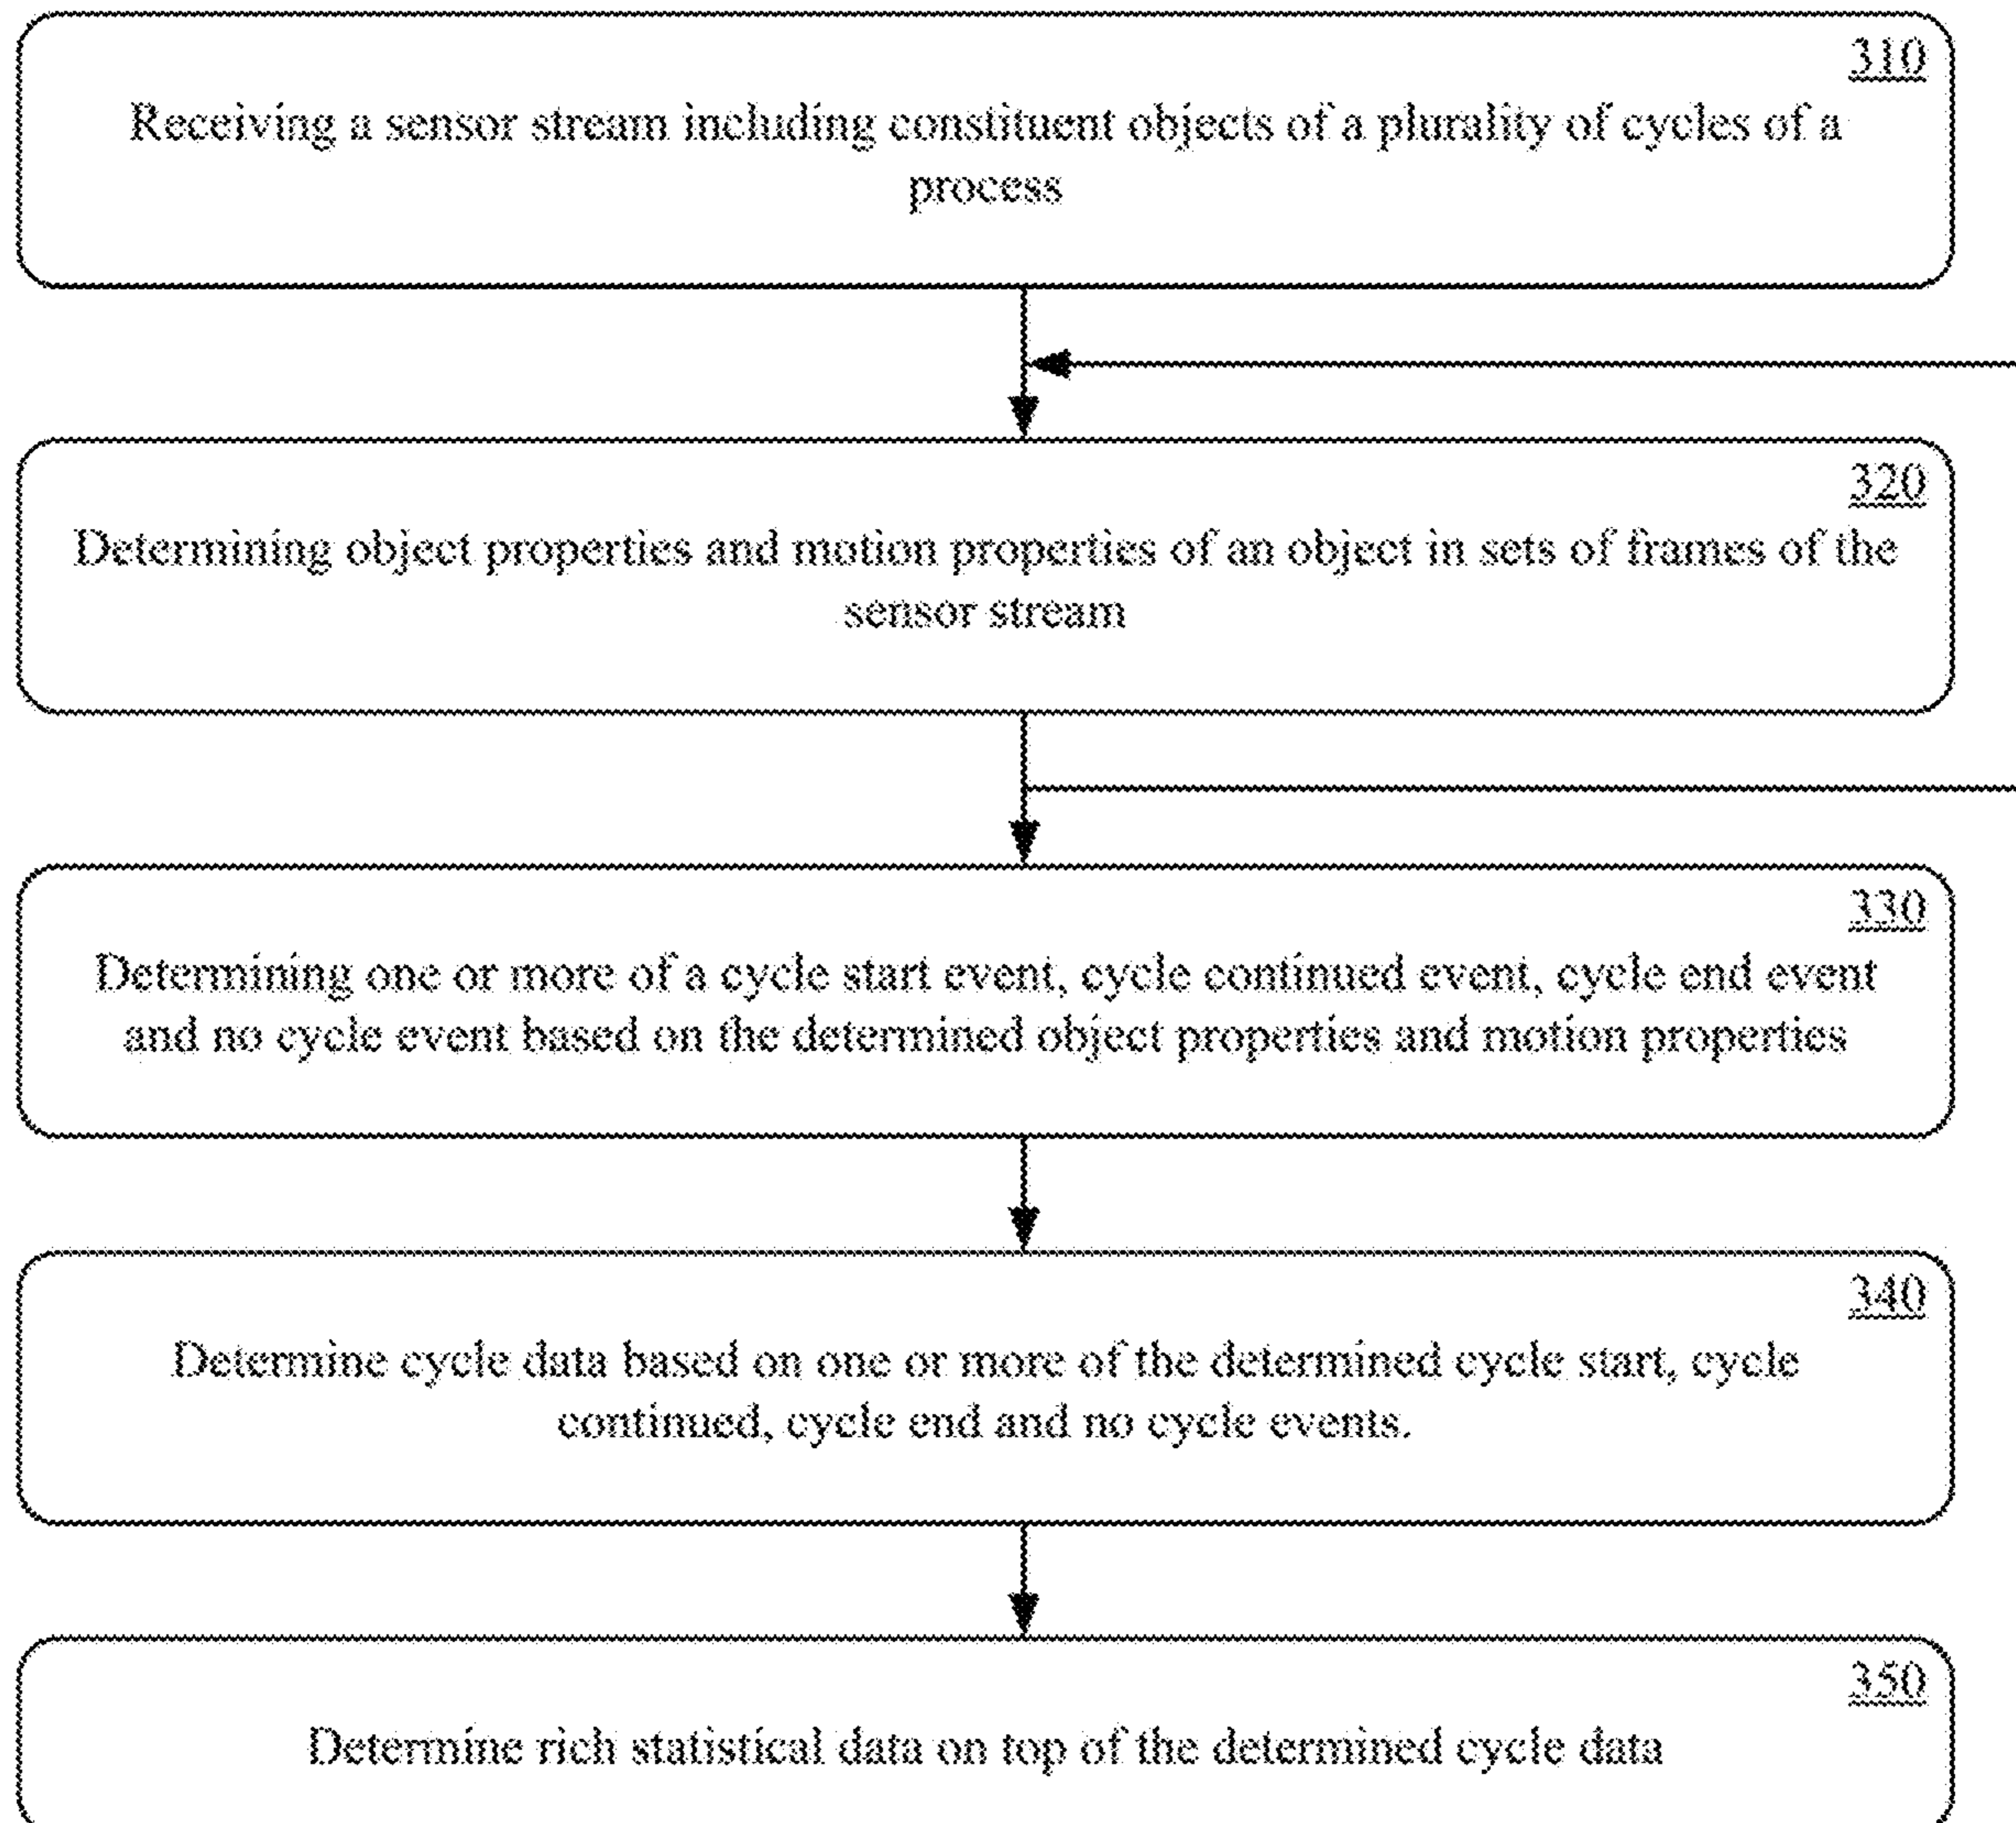 310
Receiving a sensor stream including constituent objects of a plurality of cycles of a
process
320
Determining object properties and motion properties of an object in sets of frames of the
sensor stream
330
Determining one or more of a cycle start event, cycle continued event, cycle end event
and no cycle event based on the determined object properties and motion properties
340
Determine cycle data based on one or more of the determined cycle start, cycle
continued, cycle end and no cycle events.
350
Determine rich statistical data on top of the determined cycle data